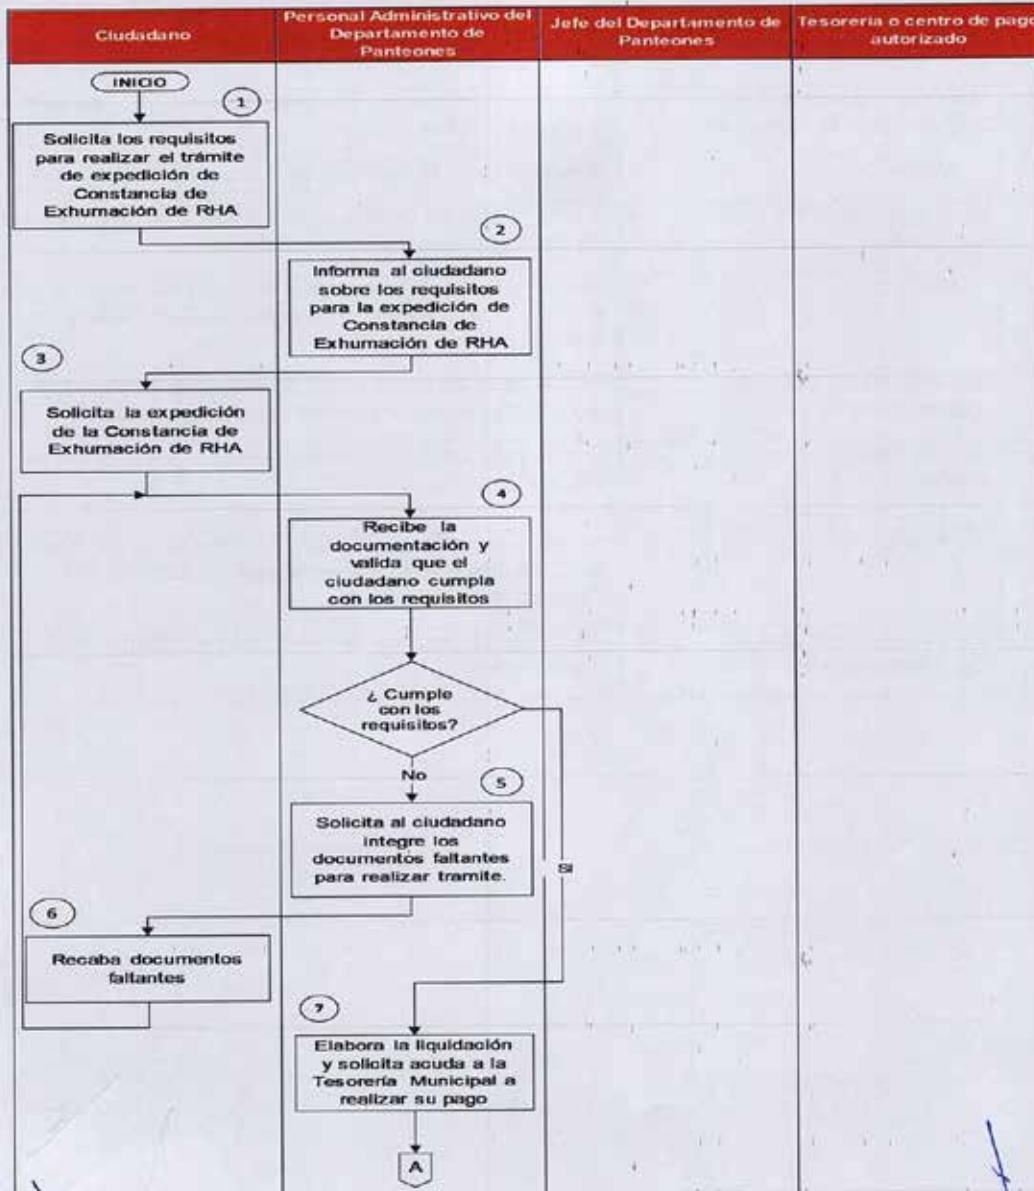 Ciudadano
Personal Administrativo del
Departamento de
Panteones
Jefe del Departamento de
Panteones
Tesorería o centro de pago
autorizado
INICIO
1
Solicita los requisitos
para realizar el trámite
de expedición de
Constancia de
Exhumación de RHA
2
Informa al ciudadano
sobre los requisitos
para la expedición de
Constancia de
Exhumación de RHA
3
Solicita la expedición
de la Constancia de
Exhumación de RHA
4
Recibe la
documentación y
valida que el
ciudadano cumpla
con los requisitos
¿ Cumple
con los
requisitos?
No
SI
5
Solicita al ciudadano
integre los
documentos faltantes
para realizar tramite.
6
Recaba documentos
faltantes
7
Elabora la liquidación
y solicita acuda a la
Tesorería Municipal a
realizar su pago
A